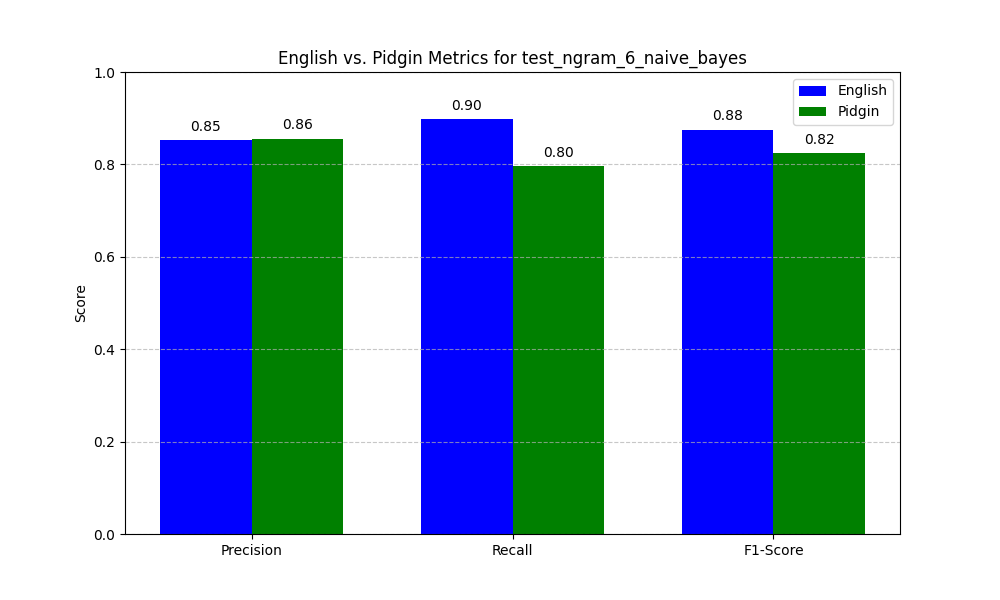 English vs. Pidgin Metrics for test_ngram_6_naive_bayes
English
Pidgin
Score
1.0
0.8
0.6
0.4
0.2
0.0
0.85
0.86
0.90
0.80
0.88
0.82
Precision
Recall
F1-Score